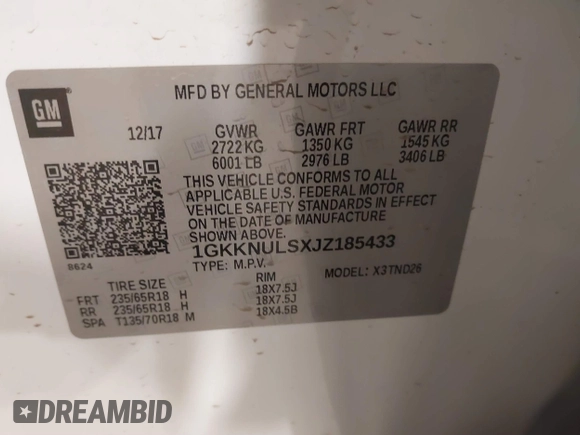 GM
MFD BY GENERAL MOTORS LLC
12/17 GVWR GAWR FRT GAWR RR
2722 KG 1350 KG 1545 KG
6001 LB 2976 LB 3406 LB
THIS VEHICLE CONFORMS TO ALL
APPLICABLE U.S. FEDERAL MOTOR
VEHICLE SAFETY STANDARDS IN EFFECT
ON THE DATE OF MANUFACTURE
SHOWN ABOVE.
8624
1GKKNULSXJZ185433
TYPE: M.P.V. MODEL: X3TND26
TIRE SIZE RIM
FRT 235/65R18 H 18X7.5J
RR 235/65R18 H 18X7.5J
SPA T135/70R18 M 18X4.5B
DREAMBID